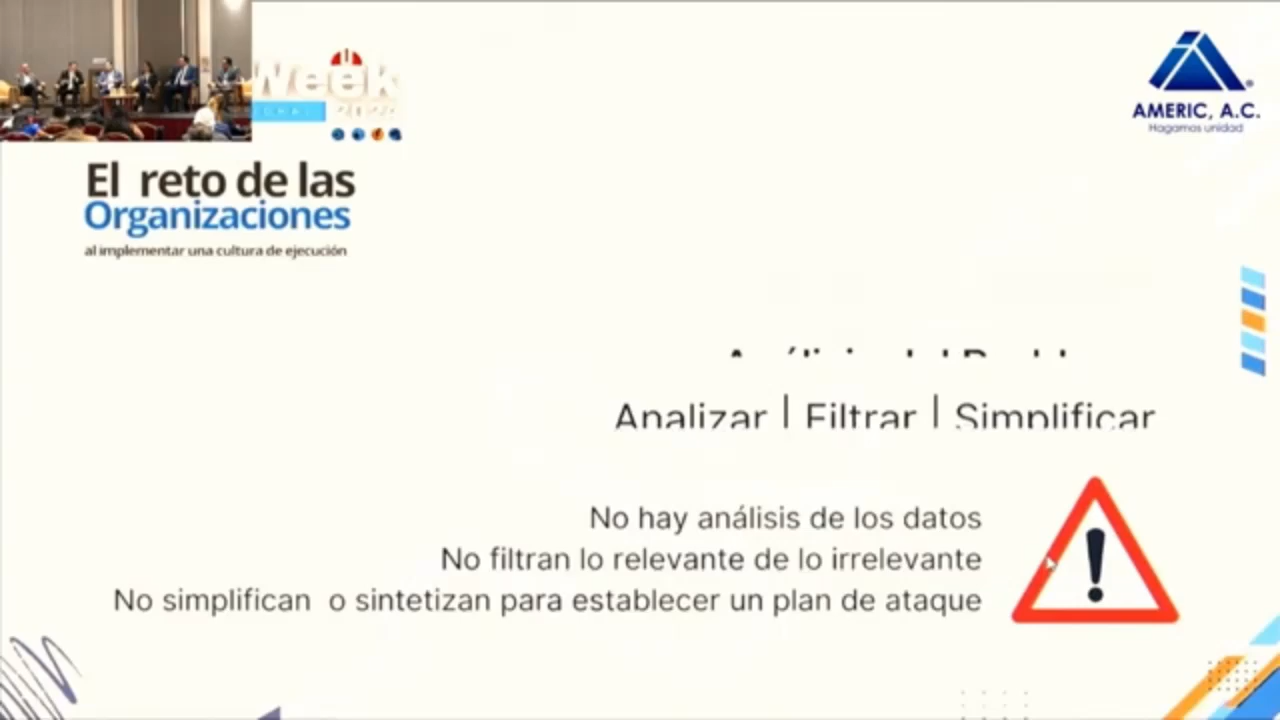 Week
AMERIC, A.C.
Hagamos unidad
El reto de las
Organizaciones
al implementar una cultura de ejecución
Analizar | Filtrar | Simplificar
No hay análisis de los datos
No filtran lo relevante de lo irrelevante
No simplifican o sintetizan para establecer un plan de ataque